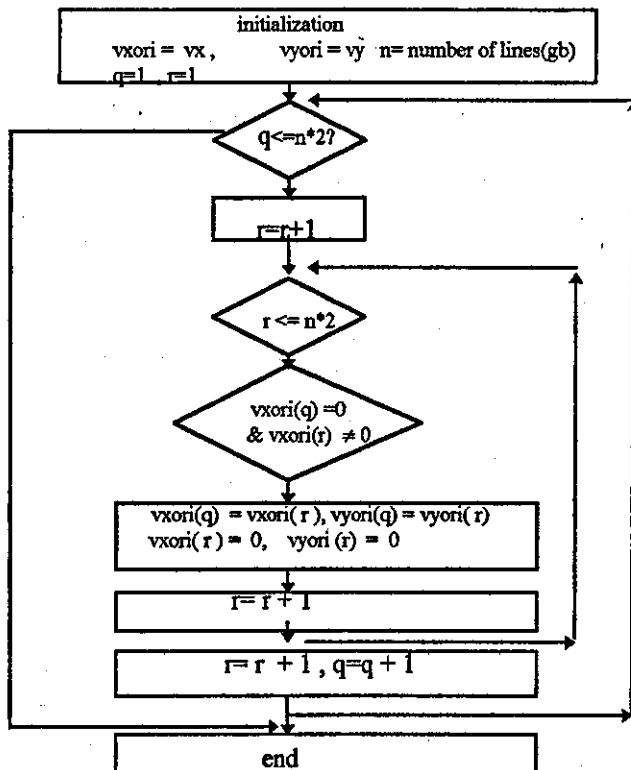 initialization
vxori = vx , vyori = vy n= number of lines(gb)
q=1 , r=1
q<=n*2?
r=r+1
r <= n*2
vxori(q) =0
& vxori(r) ≠ 0
vxori(q) = vxori( r ), vyori(q) = vyori( r)
vxori( r ) = 0, vyori (r) = 0
r= r + 1
r= r + 1 , q=q + 1
end